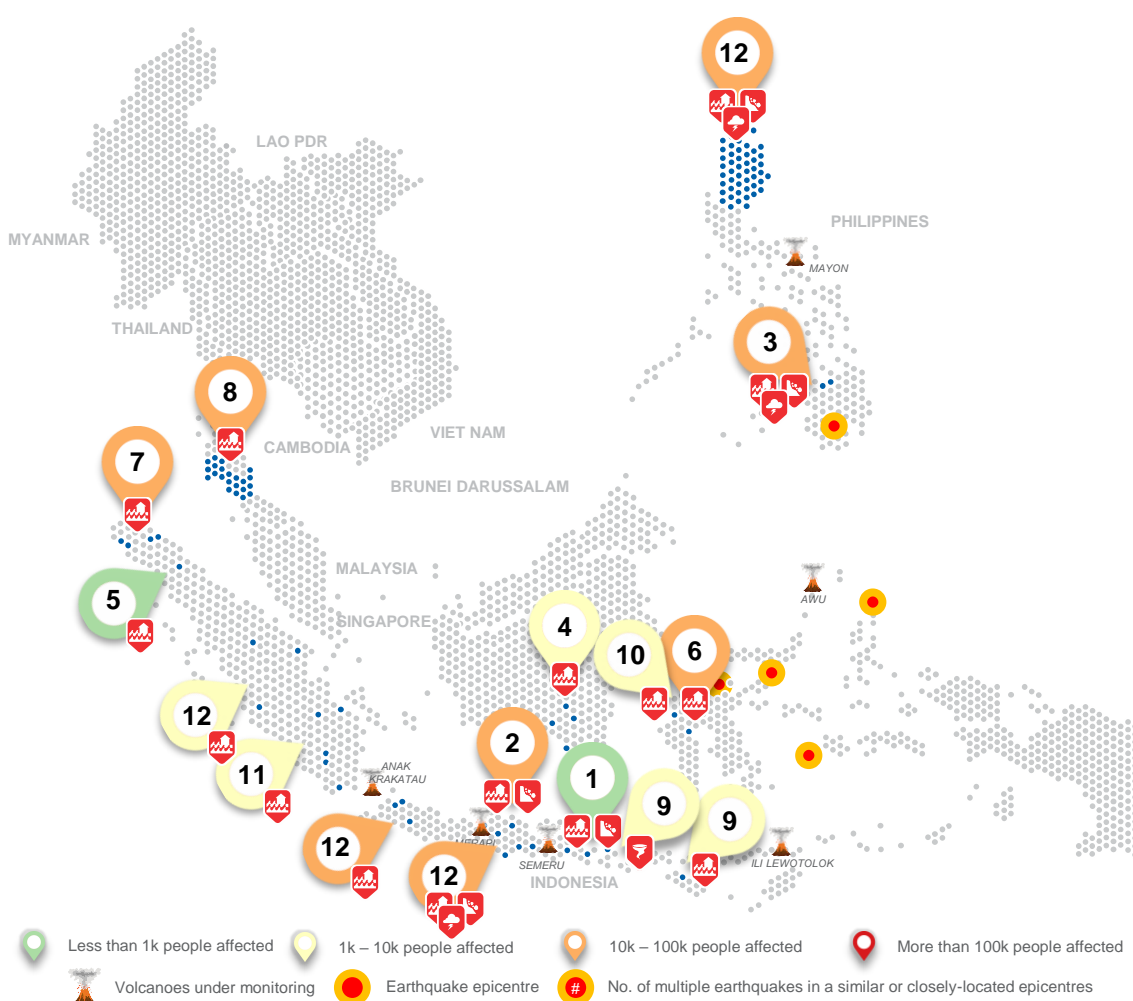 12
LAO PDR
PHILIPPINES
MYANMAR
MAYON
THAILAND
3
8
VIET NAM
CAMBODIA
7
BRUNEI DARUSSALAM
MALAYSIA
AWU
5
SINGAPORE
4
10
6
12
2
ANAK
KRAKATAU
11
1
9
9
MERAPI
12
SEMERU
ILI LEWOTOLOK
12
INDONESIA
Less than 1k people affected
1k – 10k people affected
10k – 100k people affected
More than 100k people affected
Volcanoes under monitoring
Earthquake epicentre
#
No. of multiple earthquakes in a similar or closely-located epicentres